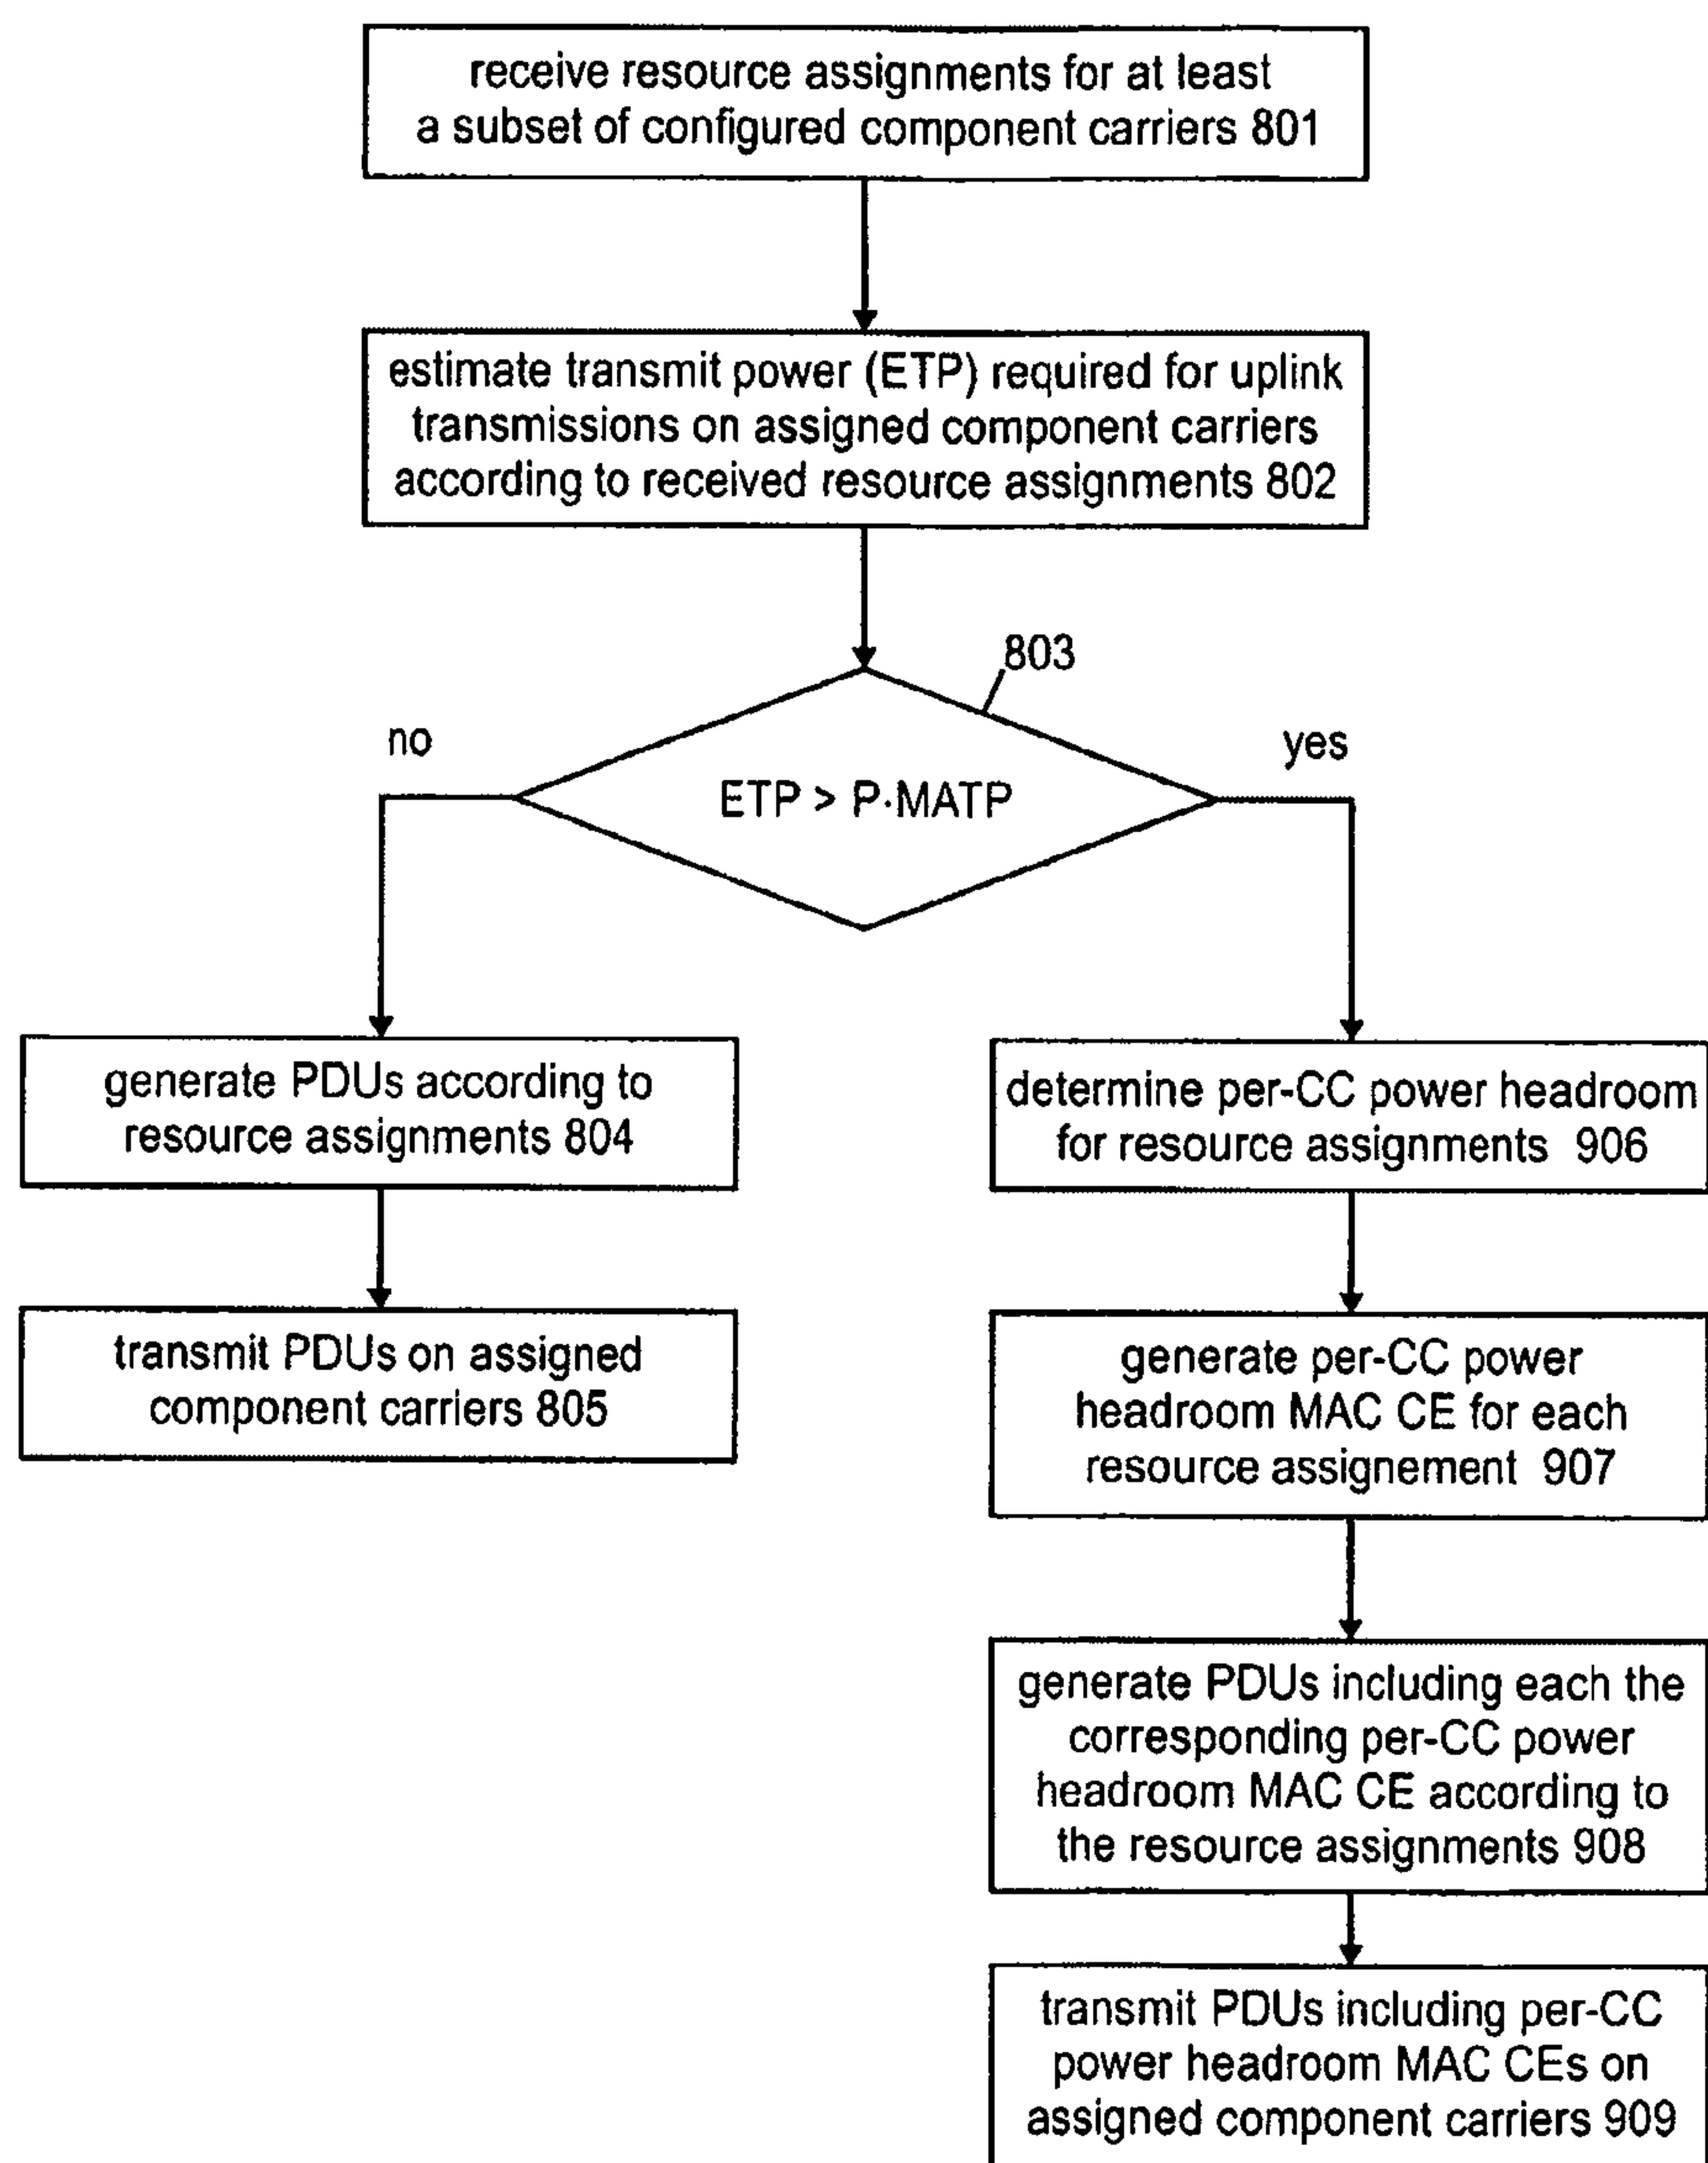 receive resource assignments for at least
a subset of configured component carriers 801
estimate transmit power (ETP) required for uplink
transmissions on assigned component carriers
according to received resource assignments 802
803
no
yes
ETP > P·MATP
generate PDUs according to
resource assignments 804
transmit PDUs on assigned
component carriers 805
determine per-CC power headroom
for resource assignments 906
generate per-CC power
headroom MAC CE for each
resource assignement 907
generate PDUs including each the
corresponding per-CC power
headroom MAC CE according to
the resource assignments 908
transmit PDUs including per-CC
power headroom MAC CEs on
assigned component carriers 909